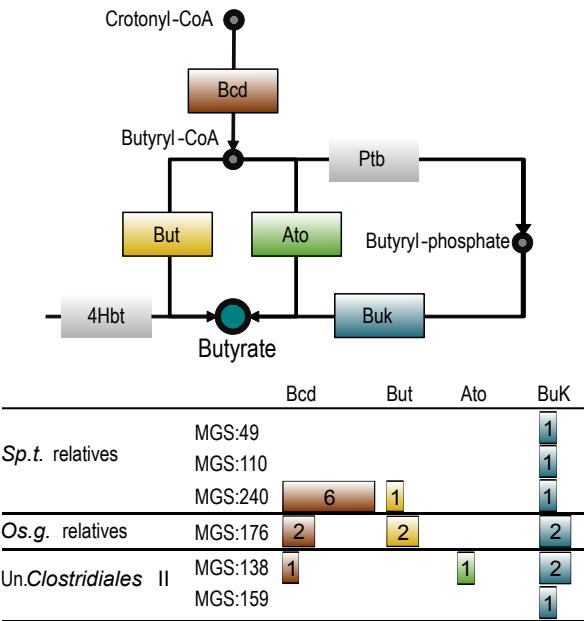 Crotonyl-CoA
Bcd
Butyryl-CoA
Ptb
But
Ato
Butyryl-phosphate
4Hbt
Buk
Butyrate
Bcd But Ato BuK
MGS:49 1
Sp.t. relatives MGS:110 1
MGS:240 6 1 1
Os.g. relatives MGS:176 2 2 2
Un.Clostridiales II MGS:138 1 1 2
MGS:159 1